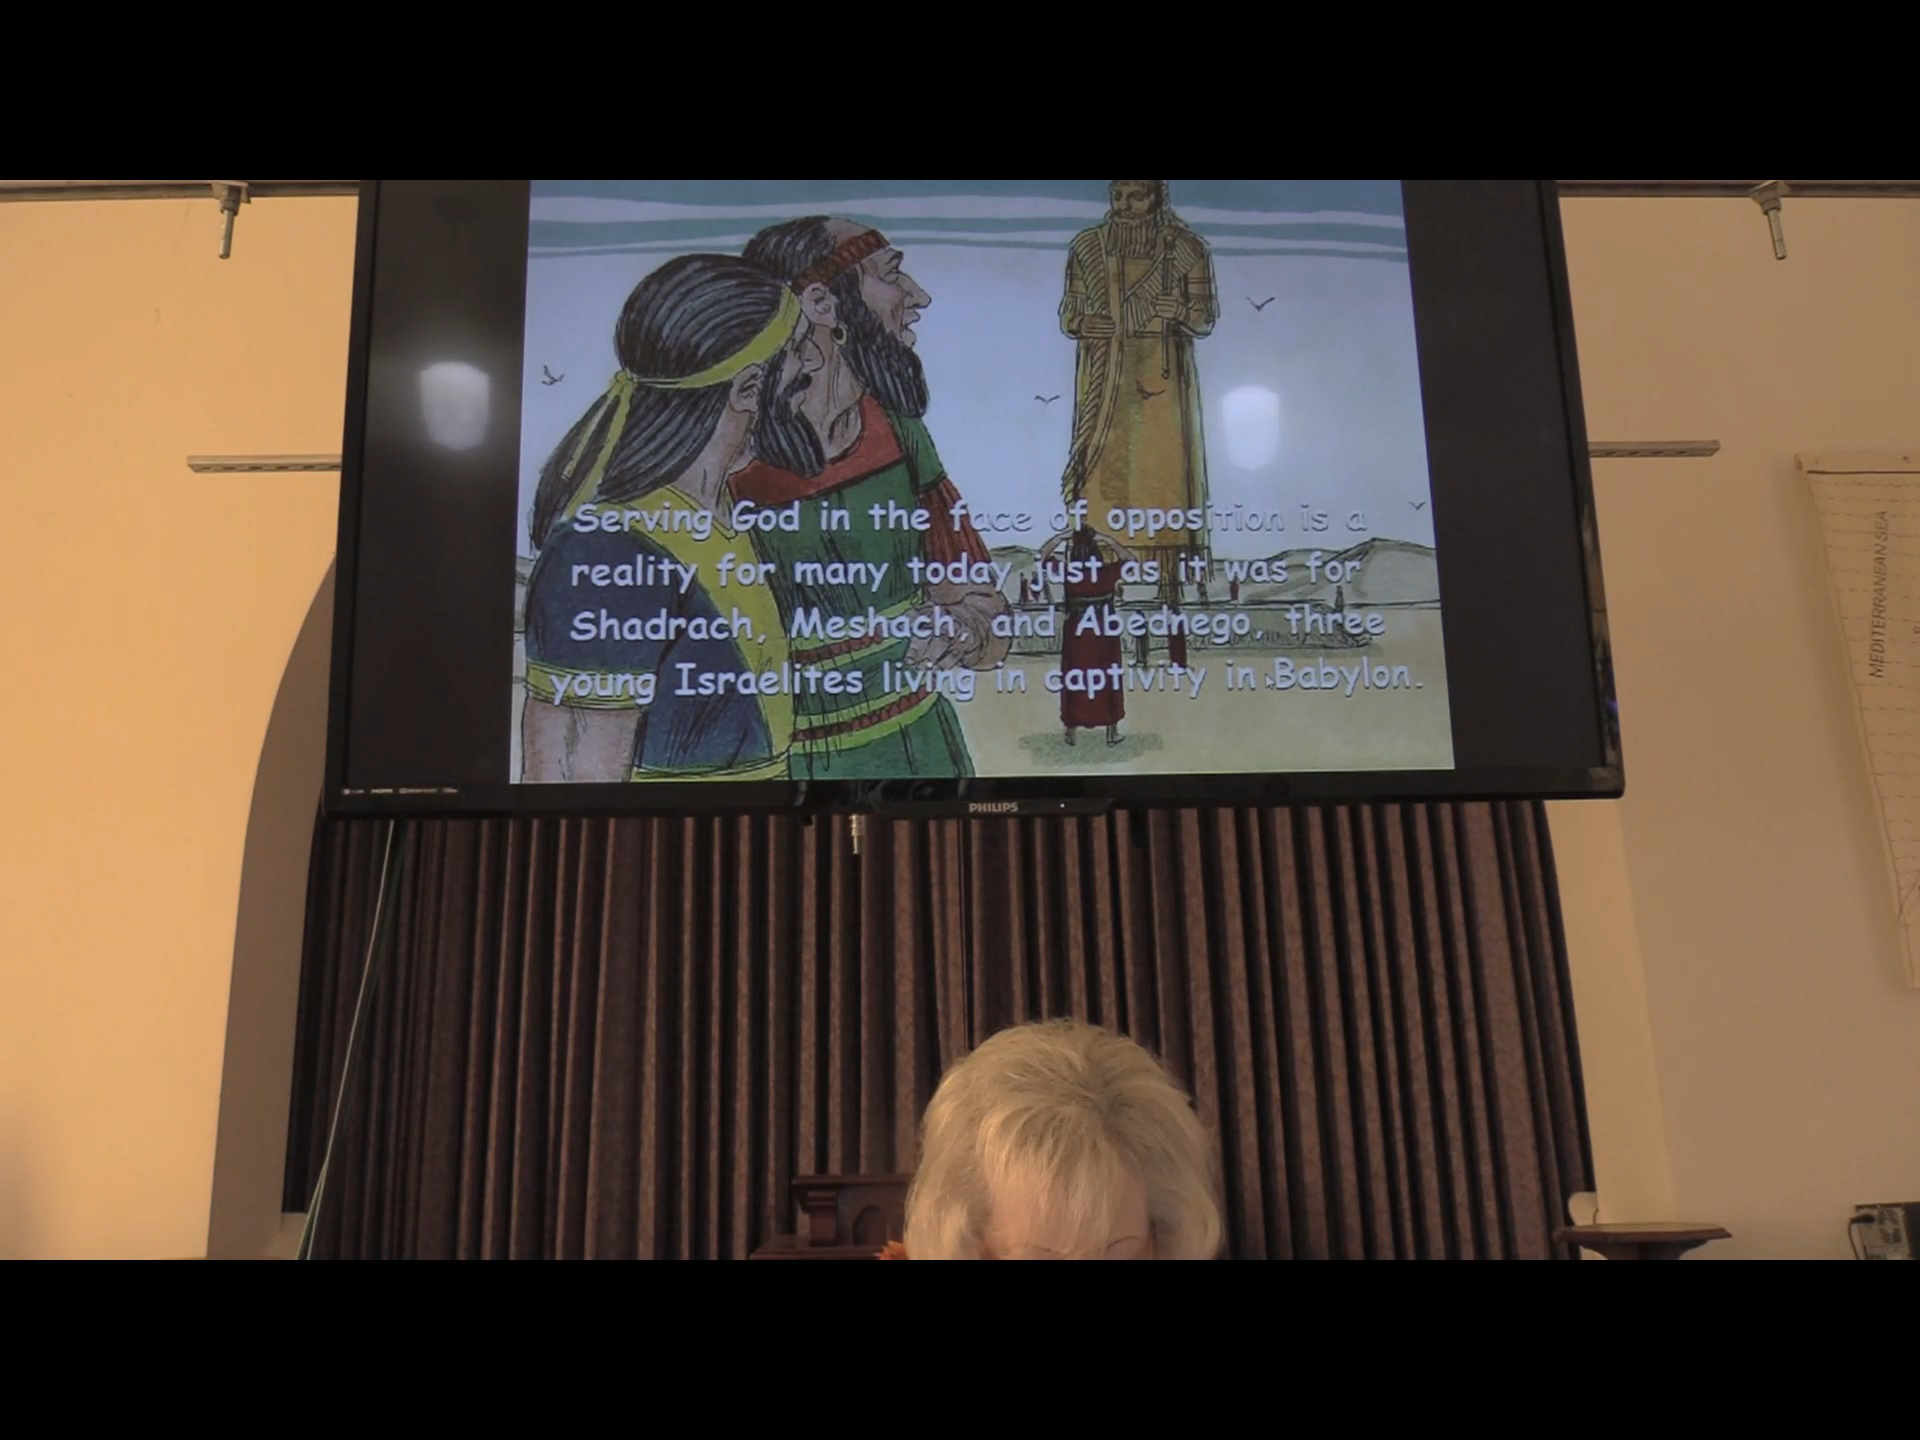 Serving God in the face of opposition is a
reality for many today just as it was for
Shadrach, Meshach, and Abednego, three
young Israelites living in captivity in Babylon.
PHILIPS
MEDITERRANEAN SEA